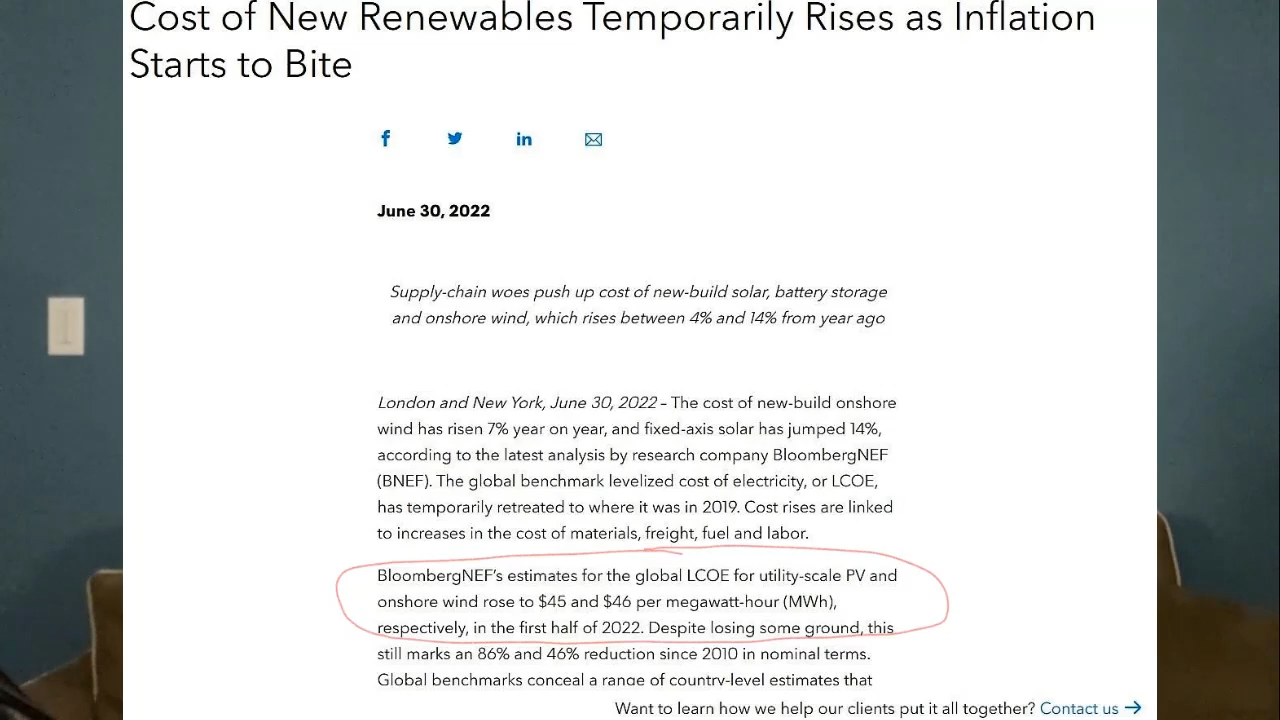 Cost of New Renewables Temporarily Rises as Inflation
Starts to Bite
June 30, 2022
Supply-chain woes push up cost of new-build solar, battery storage
and onshore wind, which rises between 4% and 14% from year ago
London and New York, June 30, 2022 – The cost of new-build onshore
wind has risen 7% year on year, and fixed-axis solar has jumped 14%,
according to the latest analysis by research company BloombergNEF
(BNEF). The global benchmark levelized cost of electricity, or LCOE,
has temporarily retreated to where it was in 2019. Cost rises are linked
to increases in the cost of materials, freight, fuel and labor.
BloombergNEF's estimates for the global LCOE for utility-scale PV and
onshore wind rose to $45 and $46 per megawatt-hour (MWh),
respectively, in the first half of 2022. Despite losing some ground, this
still marks an 86% and 46% reduction since 2010 in nominal terms.
Global benchmarks conceal a range of country-level estimates that
Want to learn how we help our clients put it all together? Contact us →